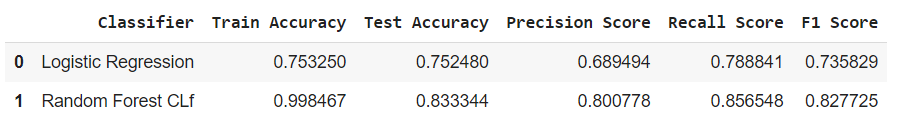 Classifier Train Accuracy Test Accuracy Precision Score Recall Score F1 Score
0 Logistic Regression 0.753250 0.752480 0.689494 0.788841 0.735829
1 Random Forest CLf 0.998467 0.833344 0.800778 0.856548 0.827725